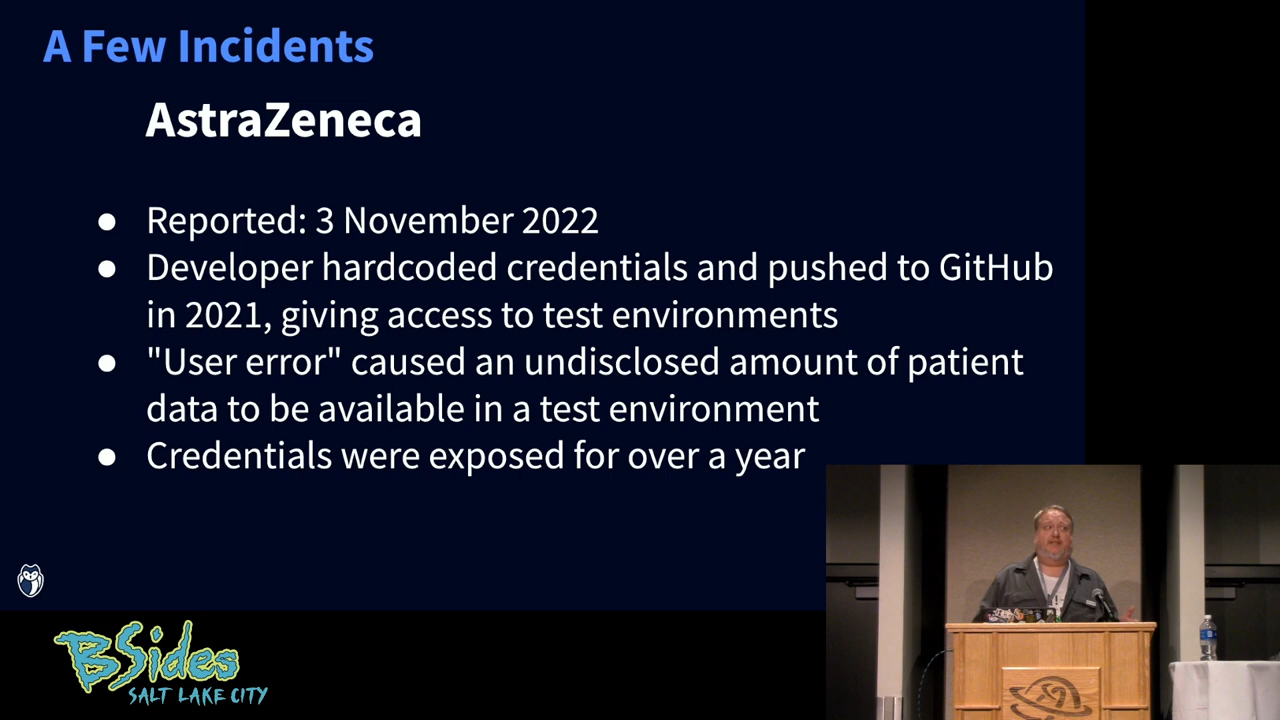 A Few Incidents
AstraZeneca
● Reported: 3 November 2022
● Developer hardcoded credentials and pushed to GitHub
in 2021, giving access to test environments
● "User error" caused an undisclosed amount of patient
data to be available in a test environment
● Credentials were exposed for over a year
BSides
SALT LAKE CITY